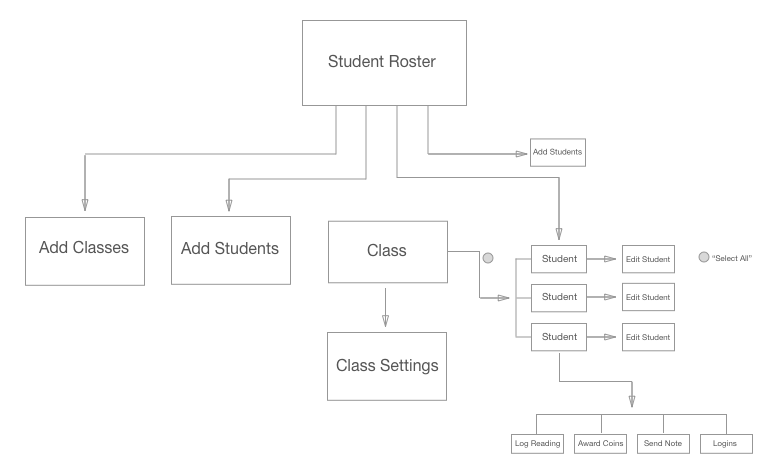 Student Roster
Add Students
Add Classes
Add Students
Class
Student
Edit Student
"Select All"
Student
Edit Student
Student
Edit Student
Class Settings
Log Reading
Award Coins
Send Note
Logins